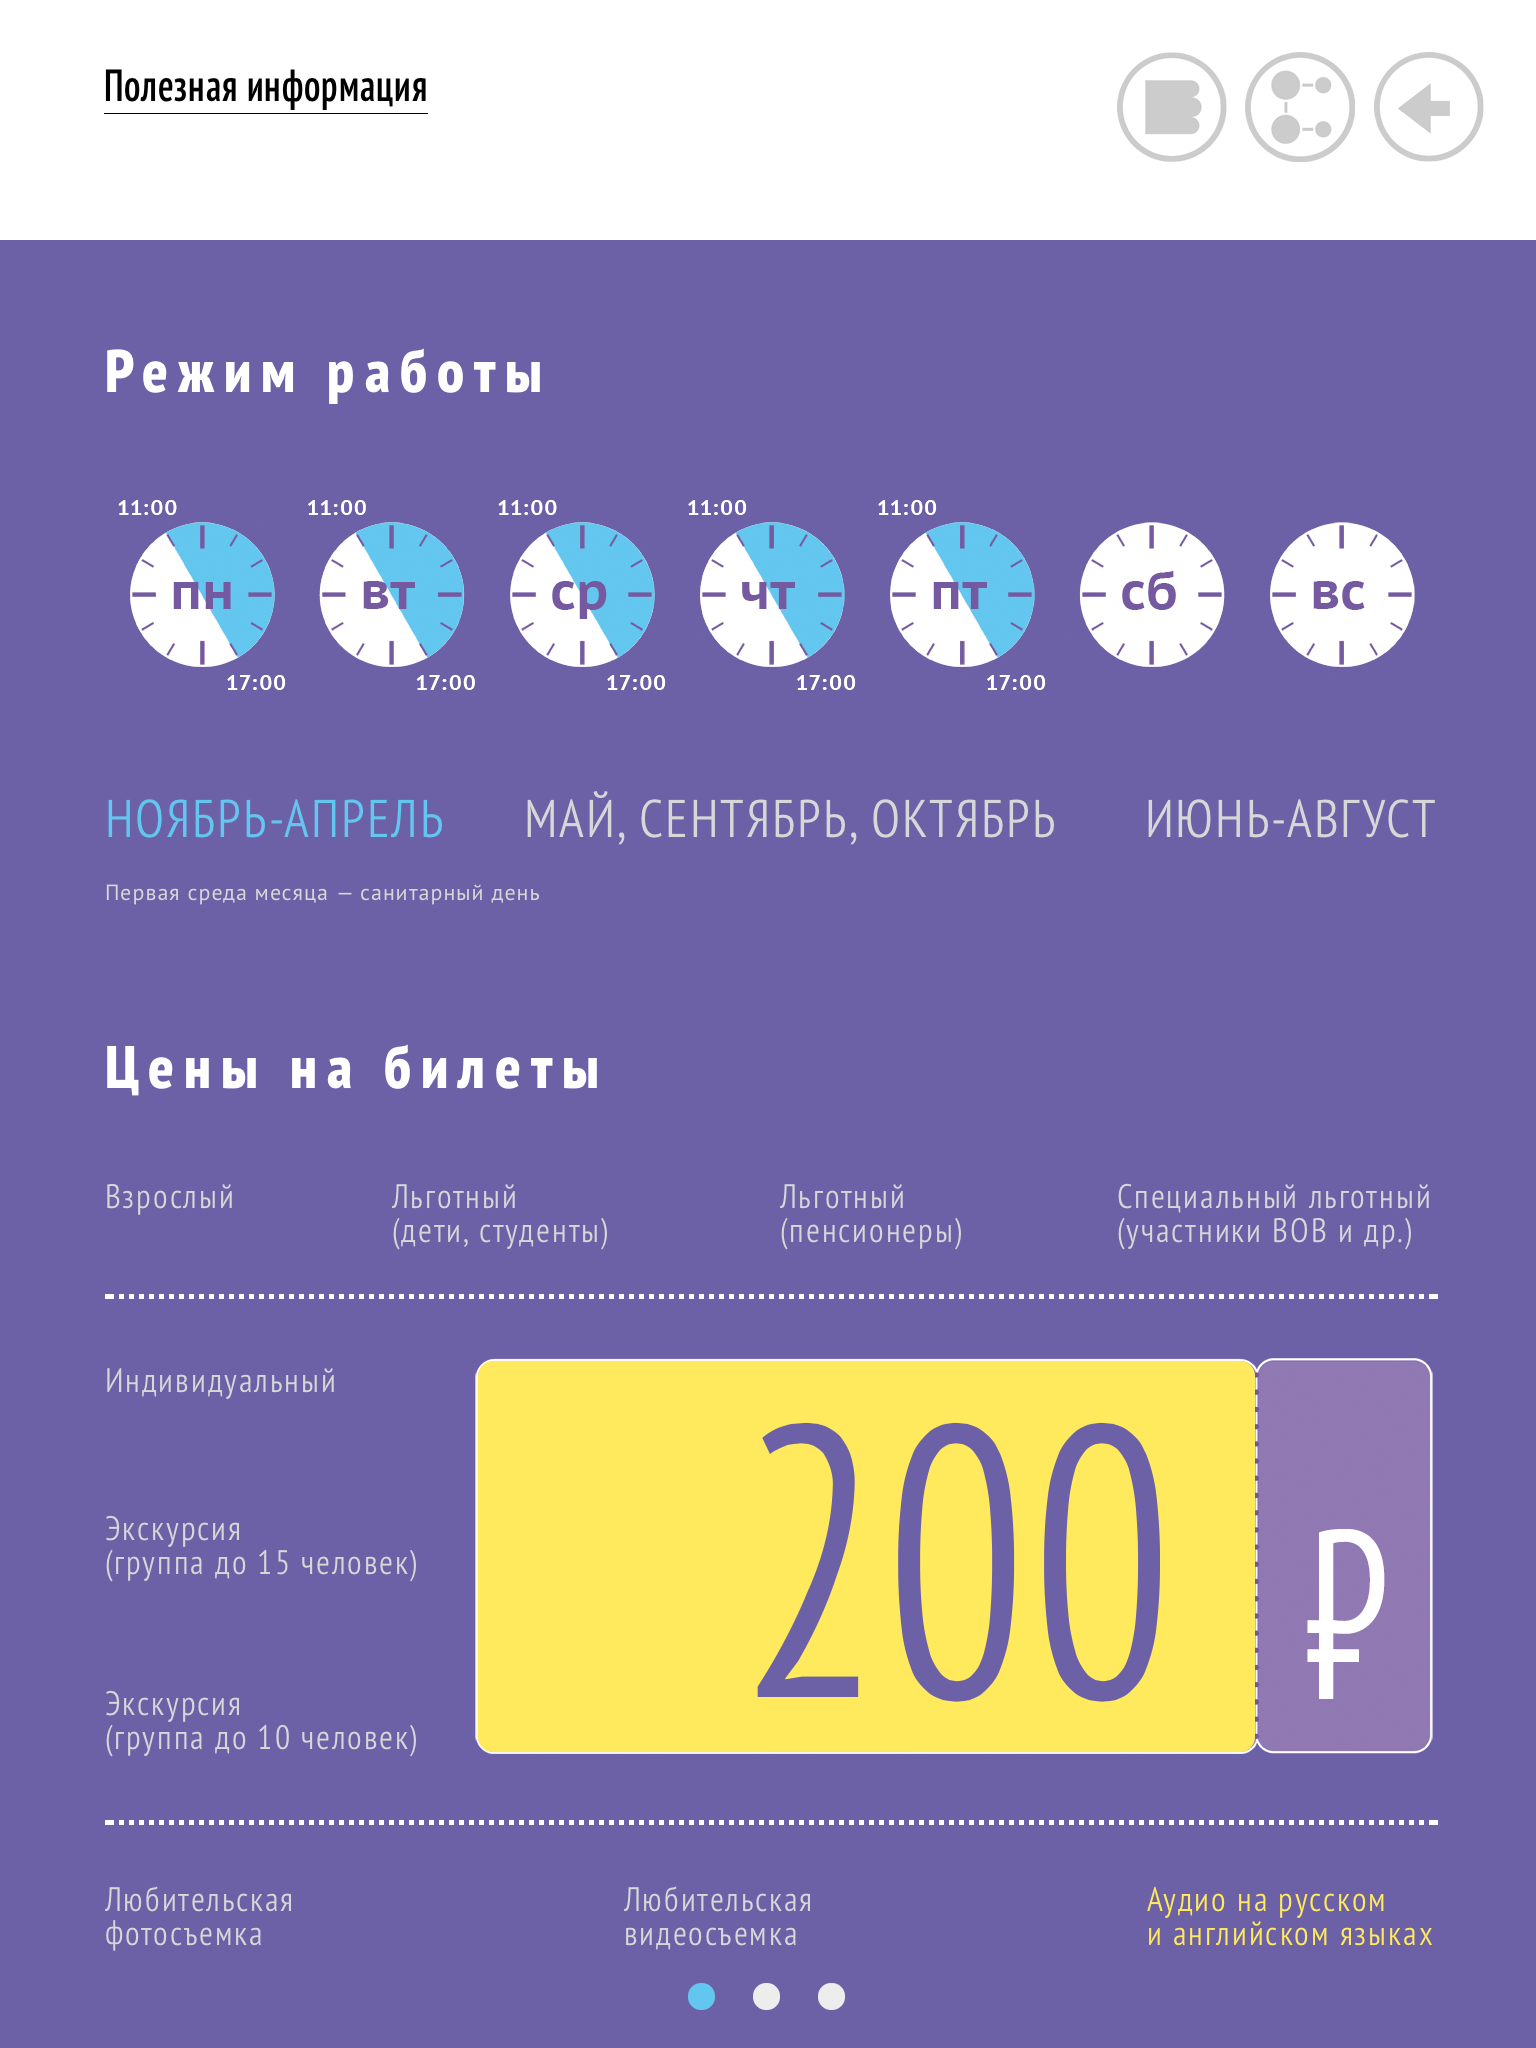 Полезная информация
Режим работы
11:00 11:00 11:00 11:00 11:00
пн вт ср чт пт сб вс
17:00 17:00 17:00 17:00 17:00
НОЯБРЬ-АПРЕЛЬ МАЙ, СЕНТЯБРЬ, ОКТЯБРЬ ИЮНЬ-АВГУСТ
Первая среда месяца — санитарный день
Цены на билеты
Взрослый
Льготный
(дети, студенты)
Льготный
(пенсионеры)
Специальный льготный
(участники ВОВ и др.)
Индивидуальный
Экскурсия
(группа до 15 человек)
Экскурсия
(группа до 10 человек)
200 ₽
Любительская
фотосъемка
Любительская
видеосъемка
Аудио на русском
и английском языках